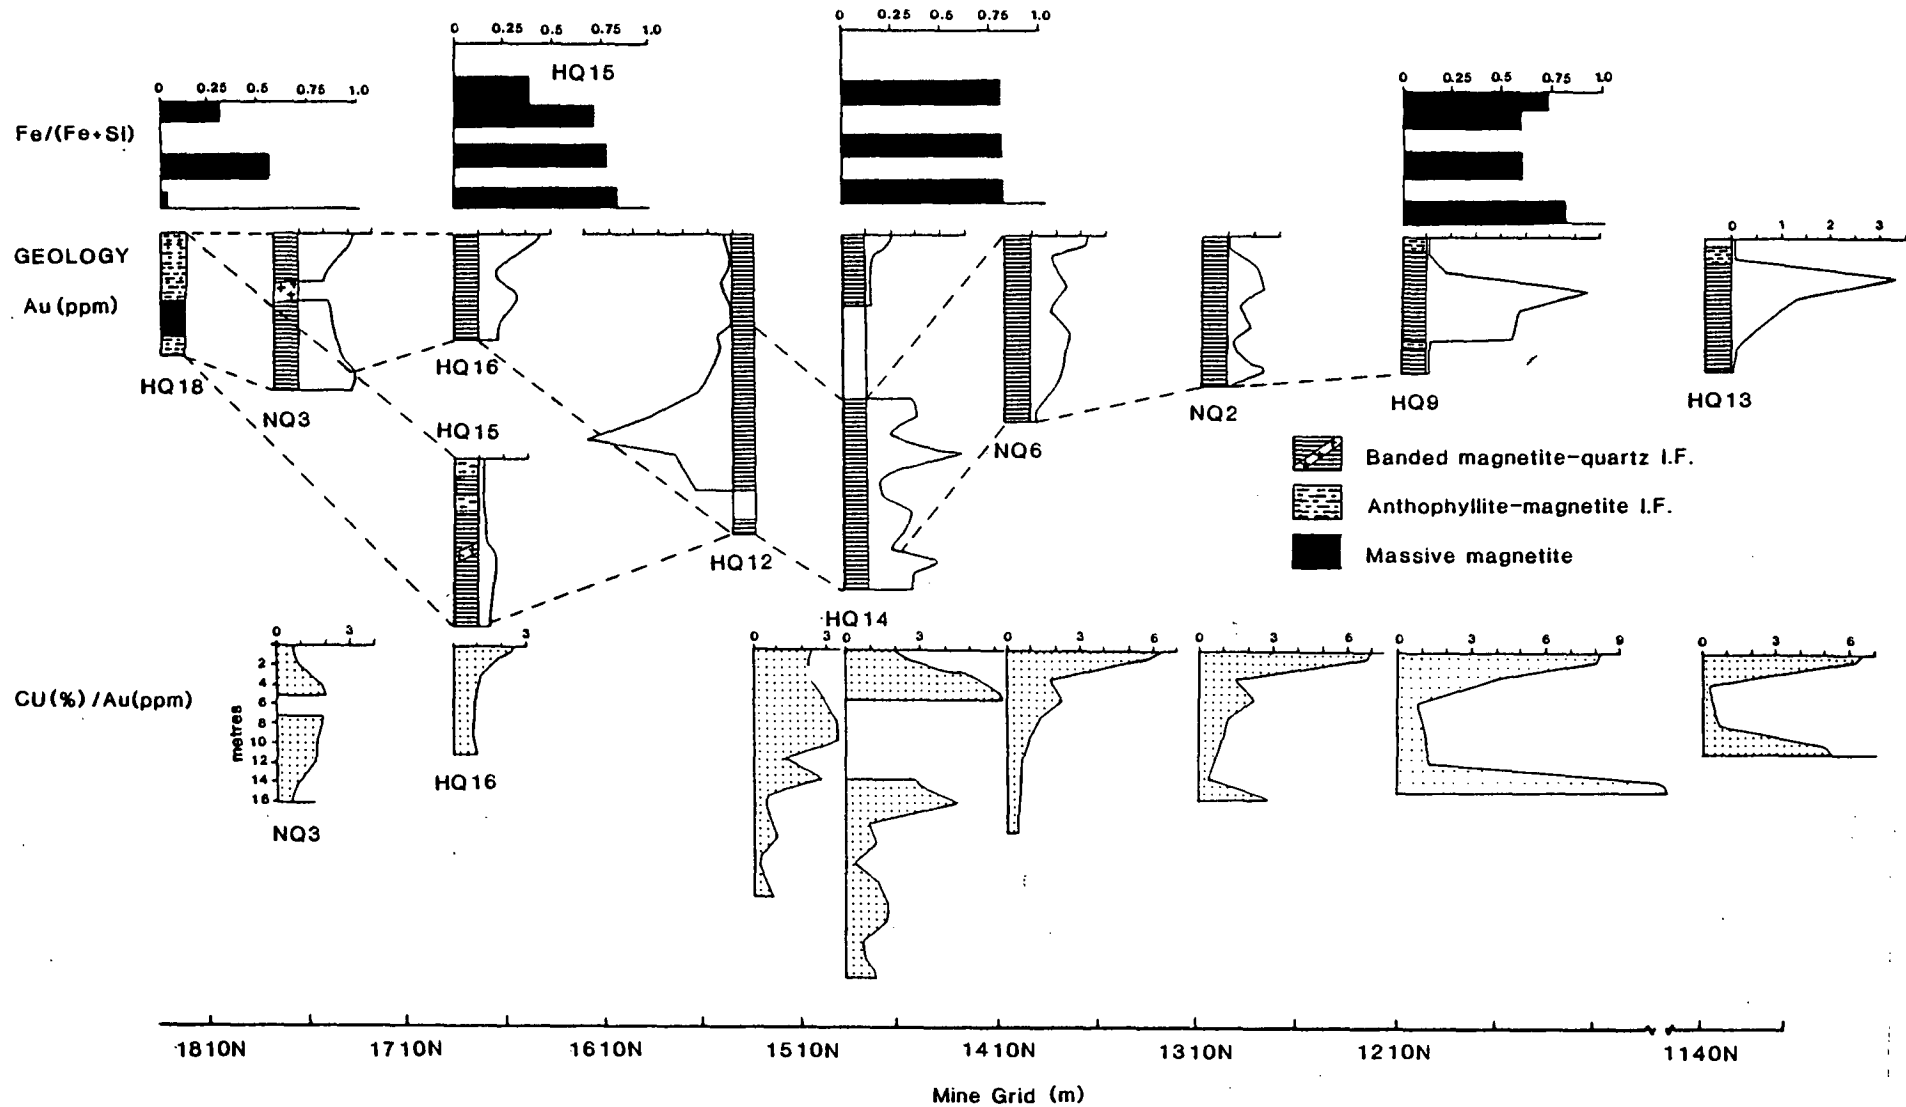 0 0.25 0.5 0.75 1.0
0 0.25 0.5 0.75 1.0
HQ15
0 0.25 0.5 0.75 1.0
0 0.25 0.5 0.75 1.0
Fe/(Fe+Si)
GEOLOGY
Au (ppm)
0 1 2 3
HQ18
NQ3
HQ16
HQ15
HQ12
HQ14
NQ6
NQ2
HQ9
HQ13
Banded magnetite-quartz I.F.
Anthophyllite-magnetite I.F.
Massive magnetite
CU(%)/Au(ppm)
0 3
0 3
0 3
0 3
0 3 6
0 3 6
0 3 6 9
0 3 6
metres
2
4
6
8
10
12
14
16
NQ3
HQ16
1810N 1710N 1610N 1510N 1410N 1310N 1210N 1140N
Mine Grid (m)